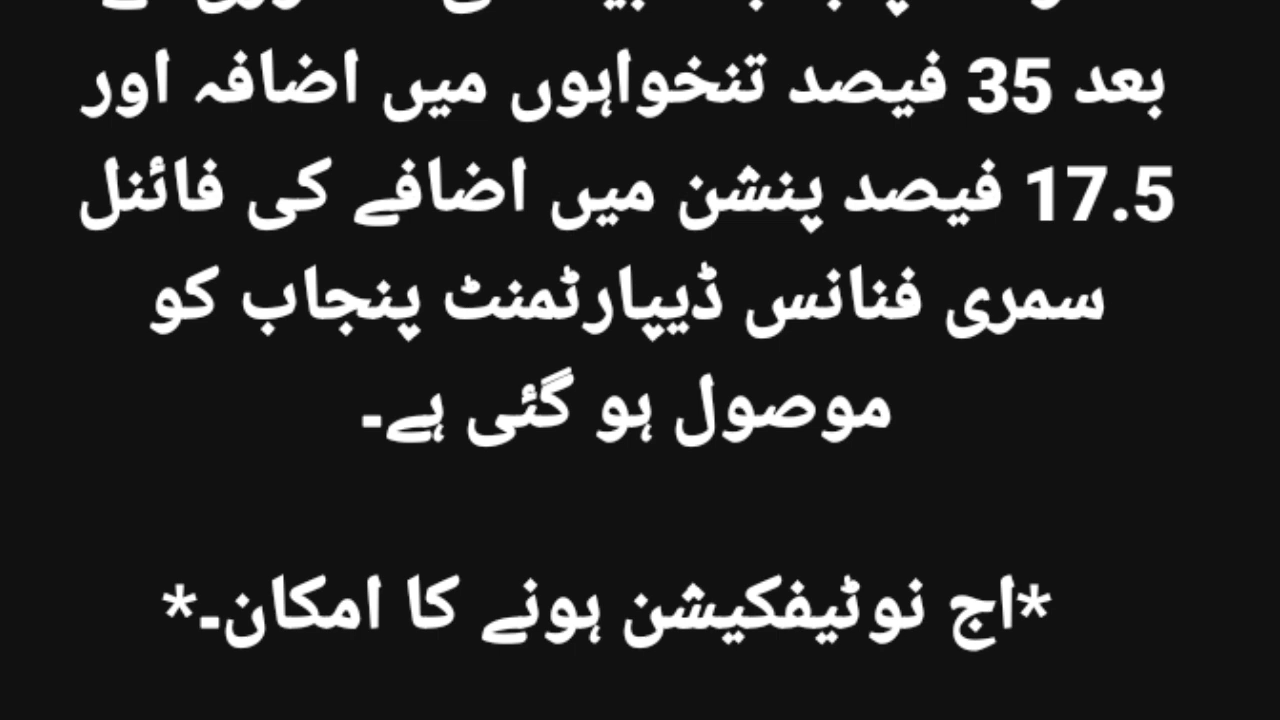 بعد 35 فیصد تنخواہوں میں اضافہ اور
17.5 فیصد پنشن میں اضافے کی فائنل
سمری فنانس ڈیپارٹمنٹ پنجاب کو
موصول ہو گئی ہے۔
*اج نوٹیفکیشن ہونے کا امکان۔*